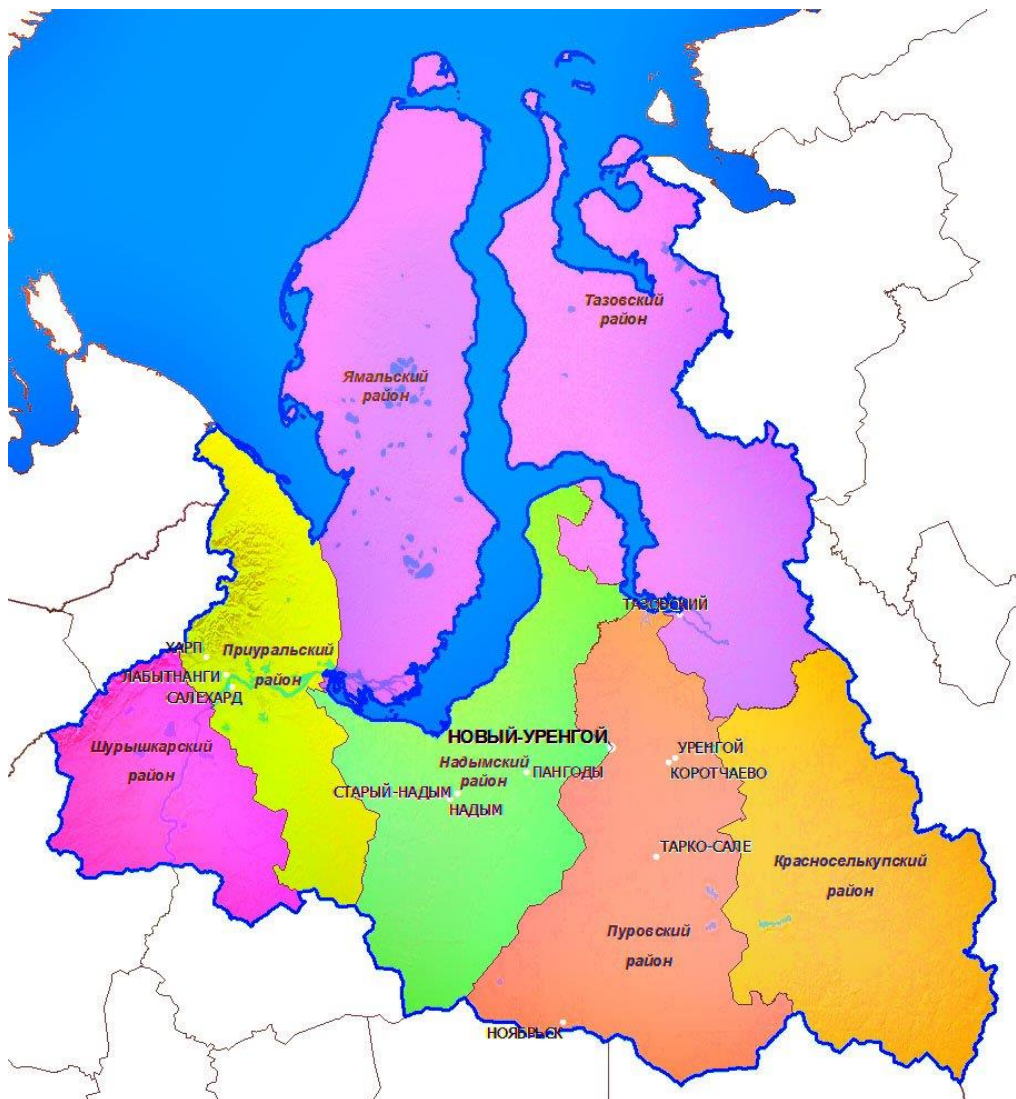 Тазовский
район
Ямальский
район
ТАЗОВСКИЙ
ХАРП
Приуральский
район
ЛАБЫТНАНГИ
САЛЕХАРД
Шурышкарский
район
НОВЫЙ-УРЕНГОЙ
УРЕНГОЙ
Надымский
район
ПАНГОДЫ
КОРОТЧАЕВО
СТАРЫЙ-НАДЫМ
НАДЫМ
ТАРКО-САЛЕ
Красноселькупский
район
Пуровский
район
НОЯБРЬСК